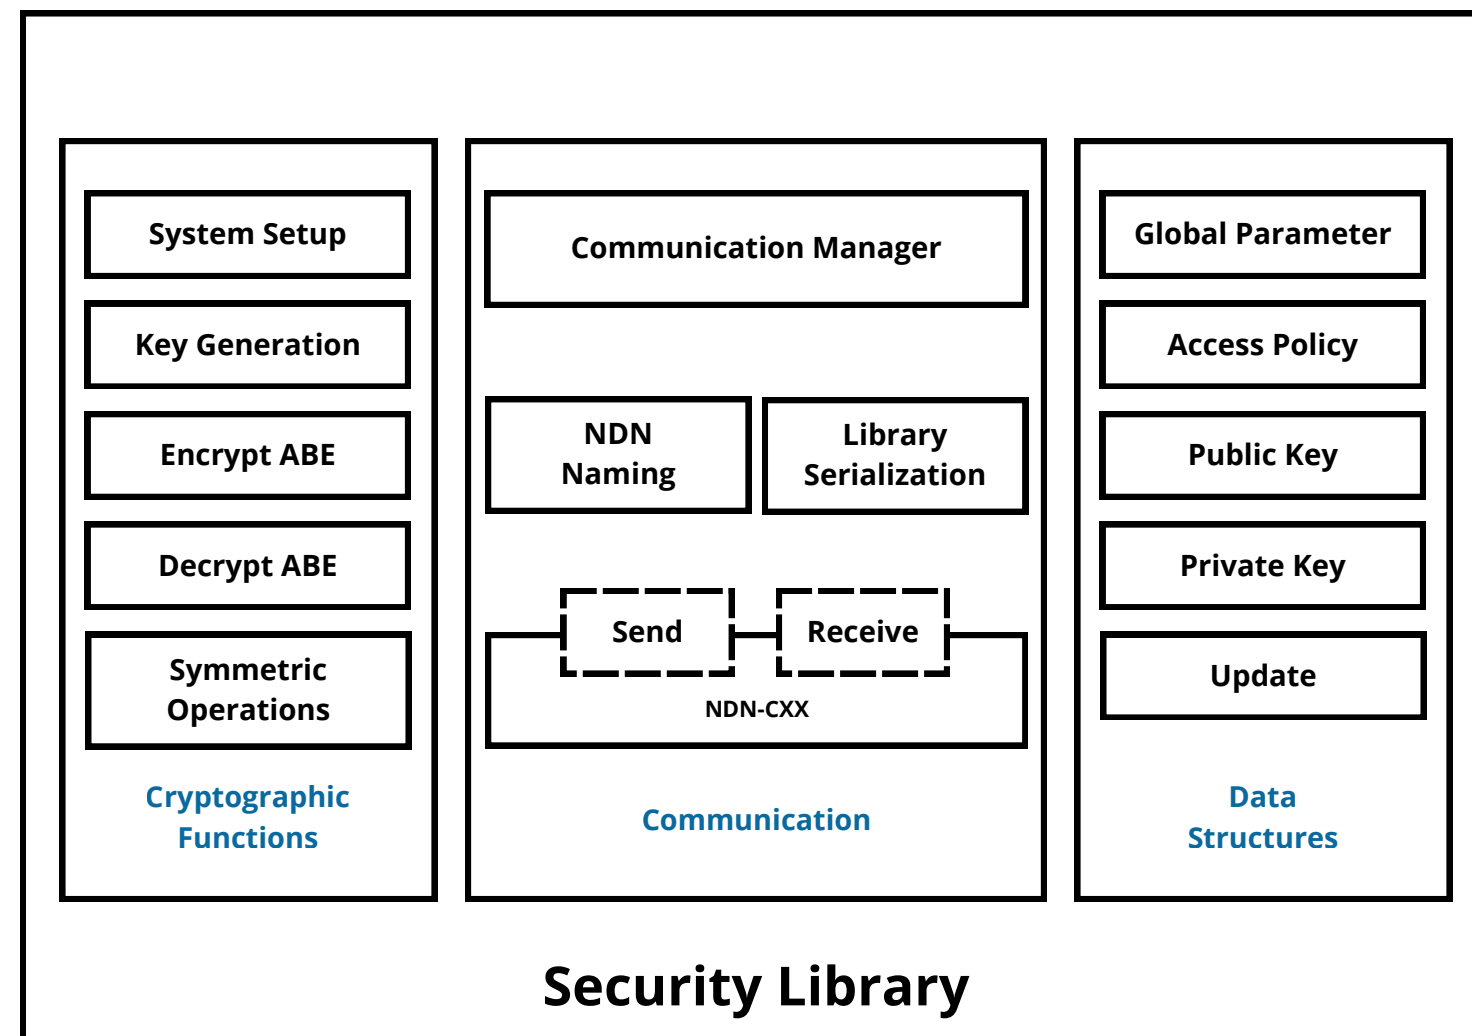 System Setup
Key Generation
Encrypt ABE
Decrypt ABE
Symmetric
Operations
Cryptographic
Functions
Communication Manager
NDN
Naming
Library
Serialization
Send
Receive
NDN-CXX
Communication
Global Parameter
Access Policy
Public Key
Private Key
Update
Data
Structures
Security Library